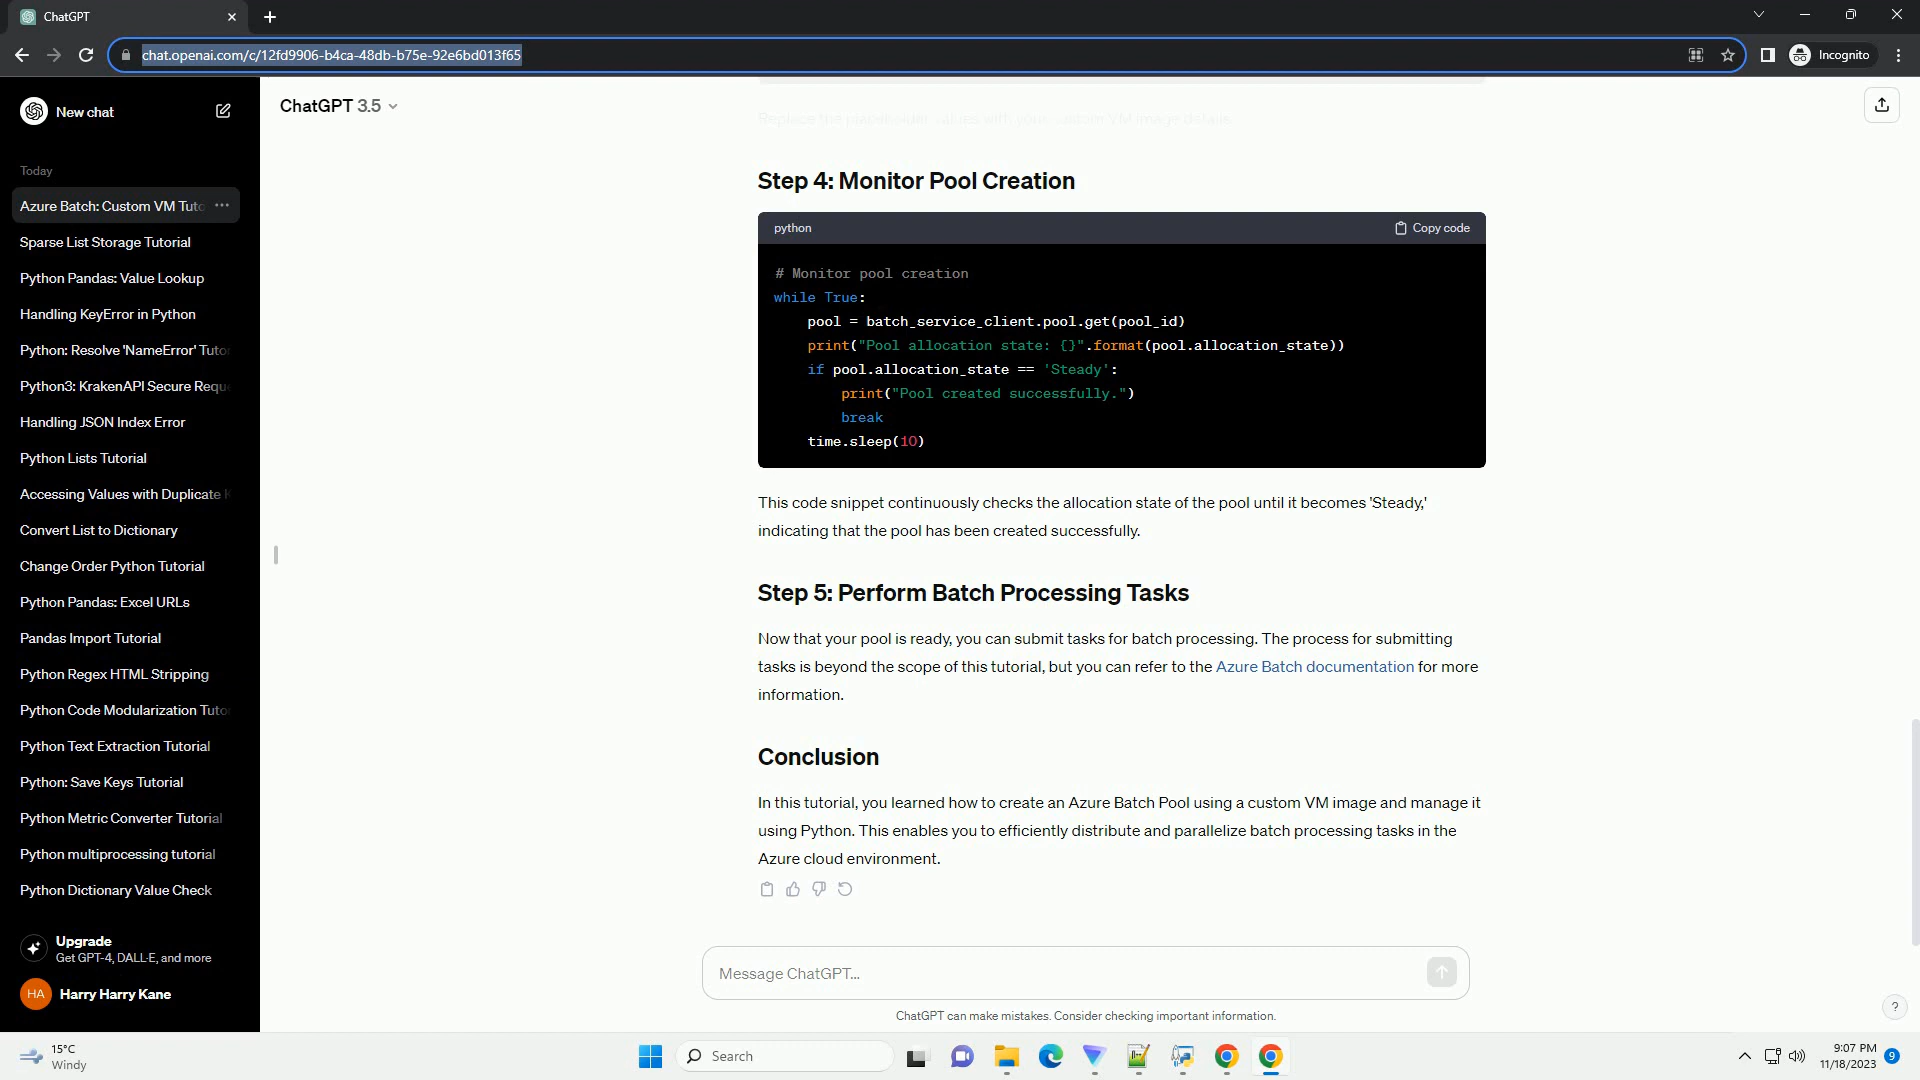 ChatGPT
chat.openai.com/c/12fd9906-b4ca-48db-b75e-92e6bd013f65
Incognito
New chat
Today
Azure Batch: Custom VM Tuto
Sparse List Storage Tutorial
Python Pandas: Value Lookup
Handling KeyError in Python
Python: Resolve 'NameError' Tuto
Python3: KrakenAPI Secure Requ
Handling JSON Index Error
Python Lists Tutorial
Accessing Values with Duplicate K
Convert List to Dictionary
Change Order Python Tutorial
Python Pandas: Excel URLs
Pandas Import Tutorial
Python Regex HTML Stripping
Python Code Modularization Tuto
Python Text Extraction Tutorial
Python: Save Keys Tutorial
Python Metric Converter Tutorial
Python multiprocessing tutorial
Python Dictionary Value Check
Upgrade
Get GPT-4, DALL·E, and more
HA Harry Harry Kane
ChatGPT 3.5
Replace the placeholder values with your custom VM image details.
Step 4: Monitor Pool Creation
python Copy code
# Monitor pool creation
while True:
pool = batch_service_client.pool.get(pool_id)
print("Pool allocation state: {}".format(pool.allocation_state))
if pool.allocation_state == 'Steady':
print("Pool created successfully.")
break
time.sleep(10)
This code snippet continuously checks the allocation state of the pool until it becomes 'Steady,'
indicating that the pool has been created successfully.
Step 5: Perform Batch Processing Tasks
Now that your pool is ready, you can submit tasks for batch processing. The process for submitting
tasks is beyond the scope of this tutorial, but you can refer to the Azure Batch documentation for more
information.
Conclusion
In this tutorial, you learned how to create an Azure Batch Pool using a custom VM image and manage it
using Python. This enables you to efficiently distribute and parallelize batch processing tasks in the
Azure cloud environment.
Message ChatGPT...
ChatGPT can make mistakes. Consider checking important information.
?
15°C
Windy
Search
9:07 PM
11/18/2023
9